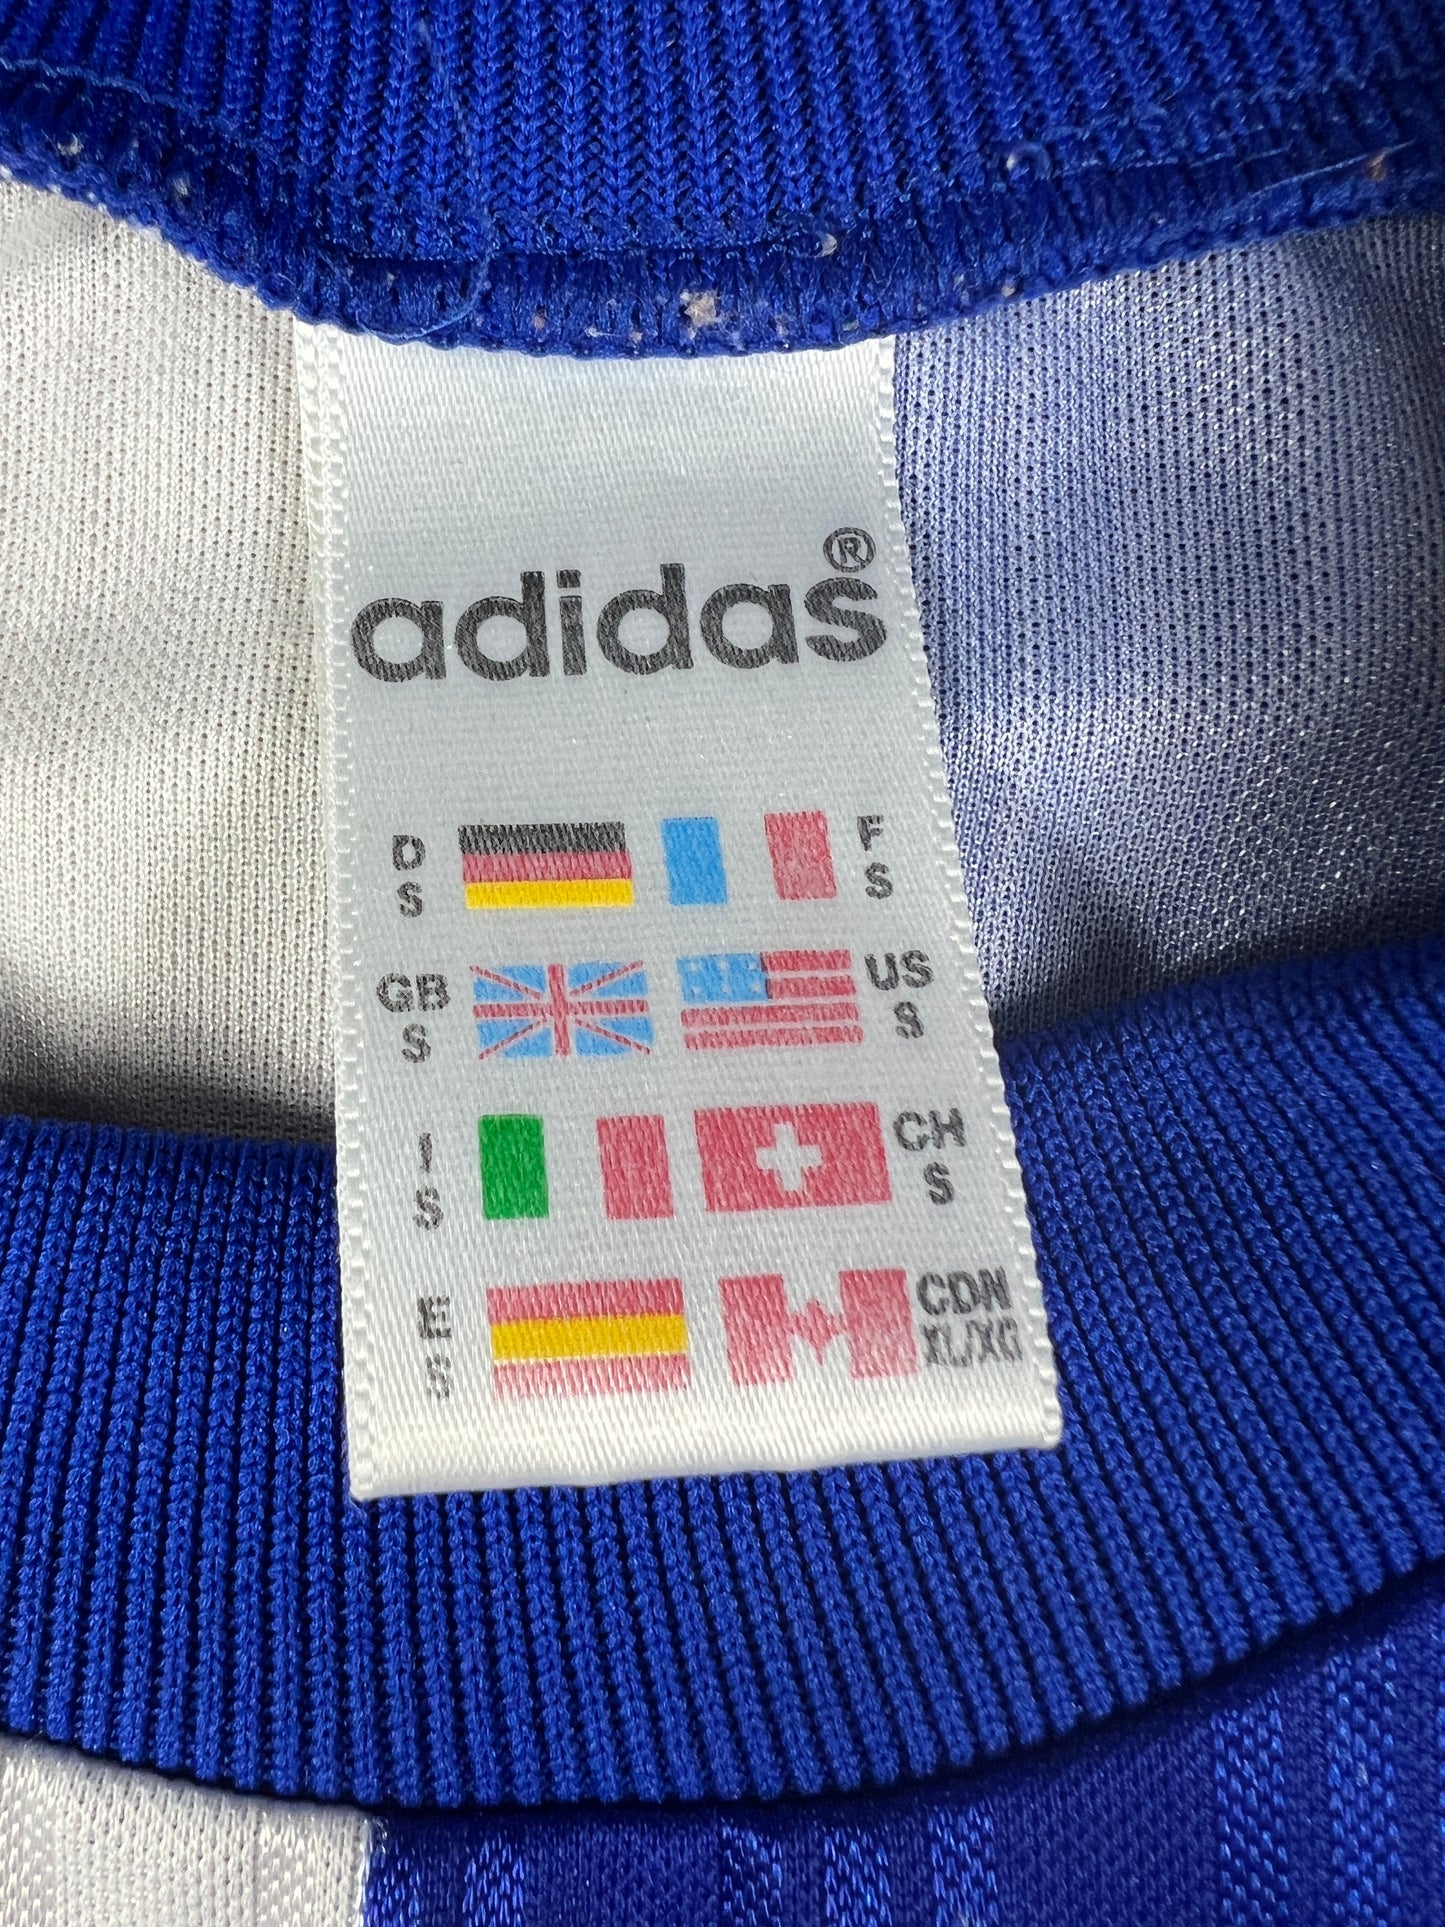 adidas®
D F
S S
GB US
S S
I CH
S S
E CDN
S XL/XG